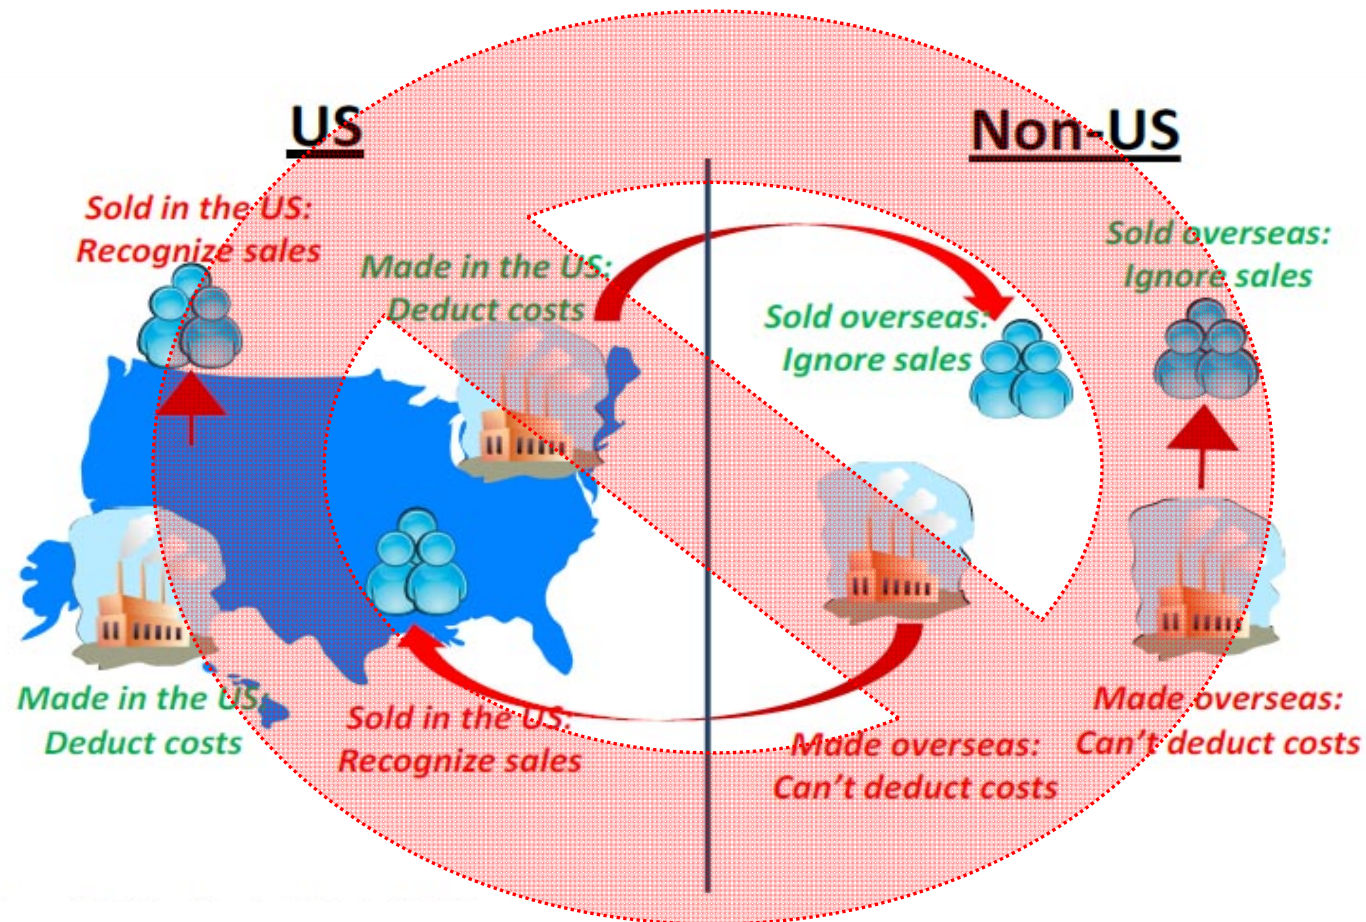 US
Non-US
Sold in the US:
Recognize sales
Made in the US:
Deduct costs
Sold overseas:
Ignore sales
Sold overseas:
Ignore sales
Made in the US:
Deduct costs
Sold in the US:
Recognize sales
Made overseas:
Can't deduct costs
Made overseas:
Can't deduct costs